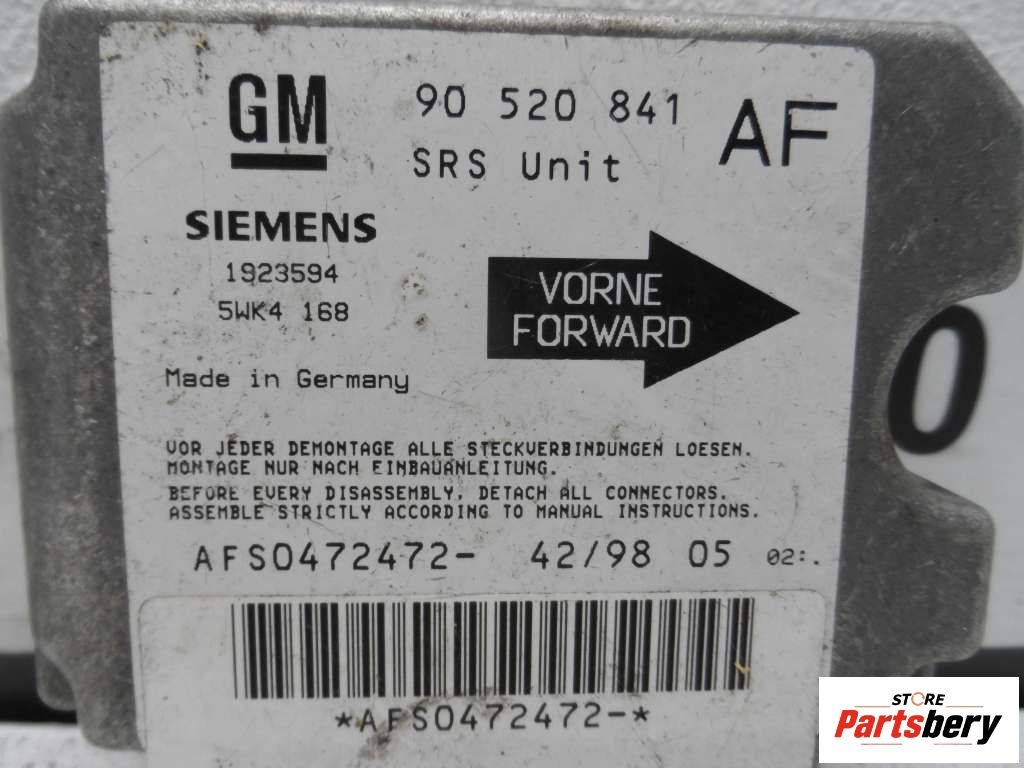 GM
90 520 841
AF
SRS Unit
SIEMENS
1923594
5WK4 168
VORNE
FORWARD
Made in Germany
VOR JEDER DEMONTAGE ALLE STECKVERBINDUNGEN LOESEN.
MONTAGE NUR NACH EINBAUANLEITUNG.
BEFORE EVERY DISASSEMBLY, DETACH ALL CONNECTORS.
ASSEMBLE STRICTLY ACCORDING TO MANUAL INSTRUCTIONS.
AFS0472472- 42/98 05 02:.
*AFS0472472-*
0
STORE
Partsbery